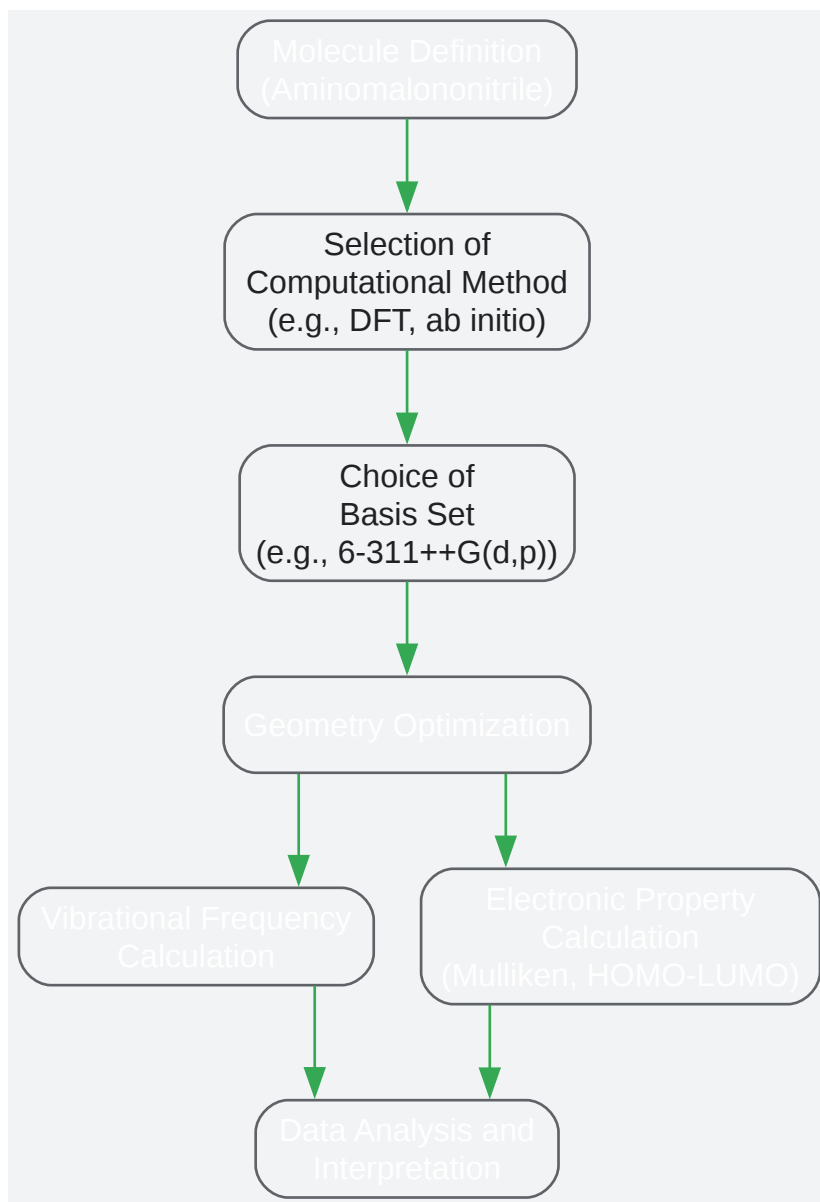 Molecule Definition
(Aminomalononitrile)
Selection of
Computational Method
(e.g., DFT, ab initio)
Choice of
Basis Set
(e.g., 6-311++G(d,p))
Geometry Optimization
Vibrational Frequency
Calculation
Electronic Property
Calculation
(Mulliken, HOMO-LUMO)
Data Analysis and
Interpretation